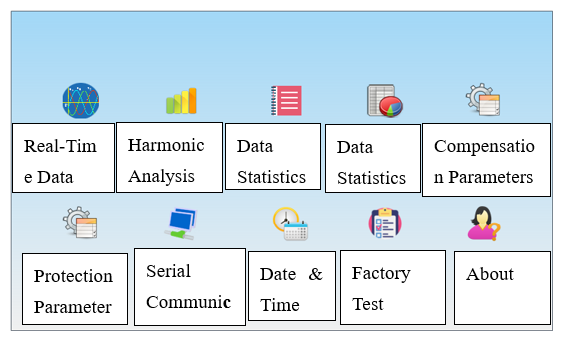 Real-Tim
e Data
Harmonic
Analysis
Data
Statistics
Data
Statistics
Compensatio
n Parameters
Protection
Parameter
Serial
Communic
Date &
Time
Factory
Test
About